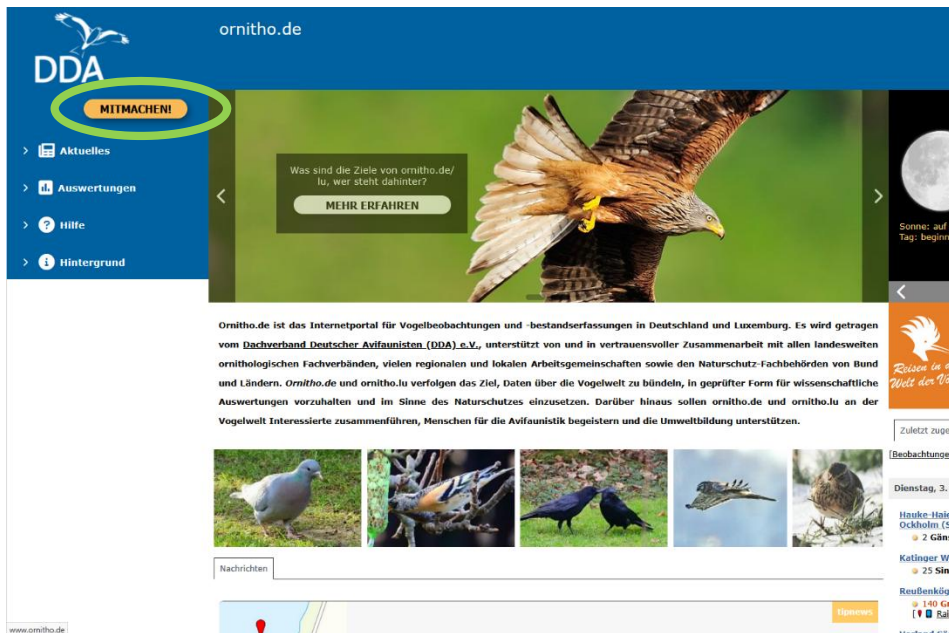 ornitho.de
DDA
MITMACHEN!
Aktuelles
Auswertungen
Hilfe
Hintergrund
Was sind die Ziele von ornitho.de/
lu, wer steht dahinter?
MEHR ERFAHREN
Sonne: auf
Tag: beginn
Ornitho.de ist das Internetportal für Vogelbeobachtungen und -bestandserfassungen in Deutschland und Luxemburg. Es wird getragen
vom Dachverband Deutscher Avifaunisten (DDA) e.V., unterstützt von und in vertrauensvoller Zusammenarbeit mit allen landesweiten
ornithologischen Fachverbänden, vielen regionalen und lokalen Arbeitsgemeinschaften sowie den Naturschutz-Fachbehörden von Bund
und Ländern. Ornitho.de und ornitho.lu verfolgen das Ziel, Daten über die Vogelwelt zu bündeln, in geprüfter Form für wissenschaftliche
Auswertungen vorzuhalten und im Sinne des Naturschutzes einzusetzen. Darüber hinaus sollen ornitho.de und ornitho.lu an der
Vogelwelt Interessierte zusammenführen, Menschen für die Avifaunistik begeistern und die Umweltbildung unterstützen.
Reisen in d
Welt der Vö
Zuletzt zuge
[Beobachtunge
Dienstag, 3.
Hauke-Haie
Ockholm (S
2 Gäns
Katinger W
25 Sin
Reußenkög
140 Gr
[ Rai
Nachrichten
tipnews
www.ornitho.de